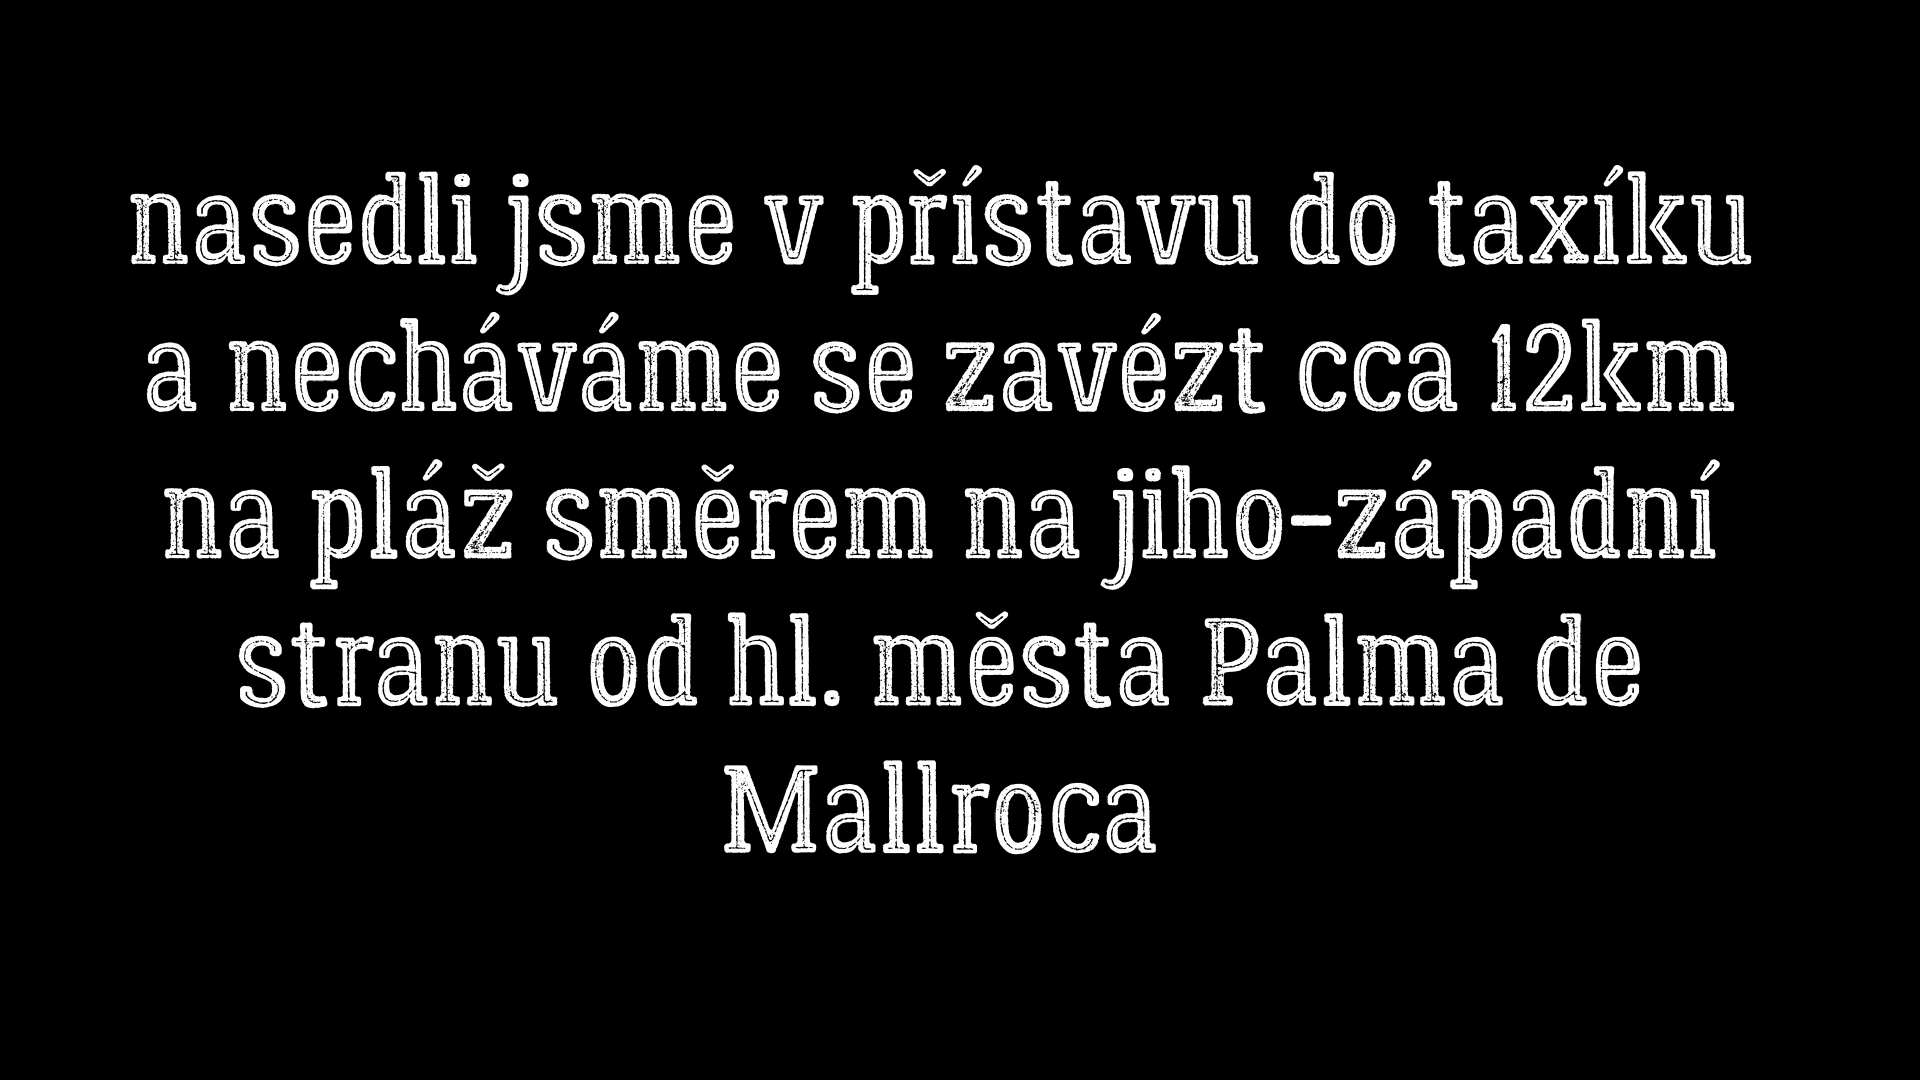 nasedli jsme v přístavu do taxíku
a necháváme se zavézt cca 12km
na pláž směrem na jiho-západní
stranu od hl. města Palma de
Mallroca